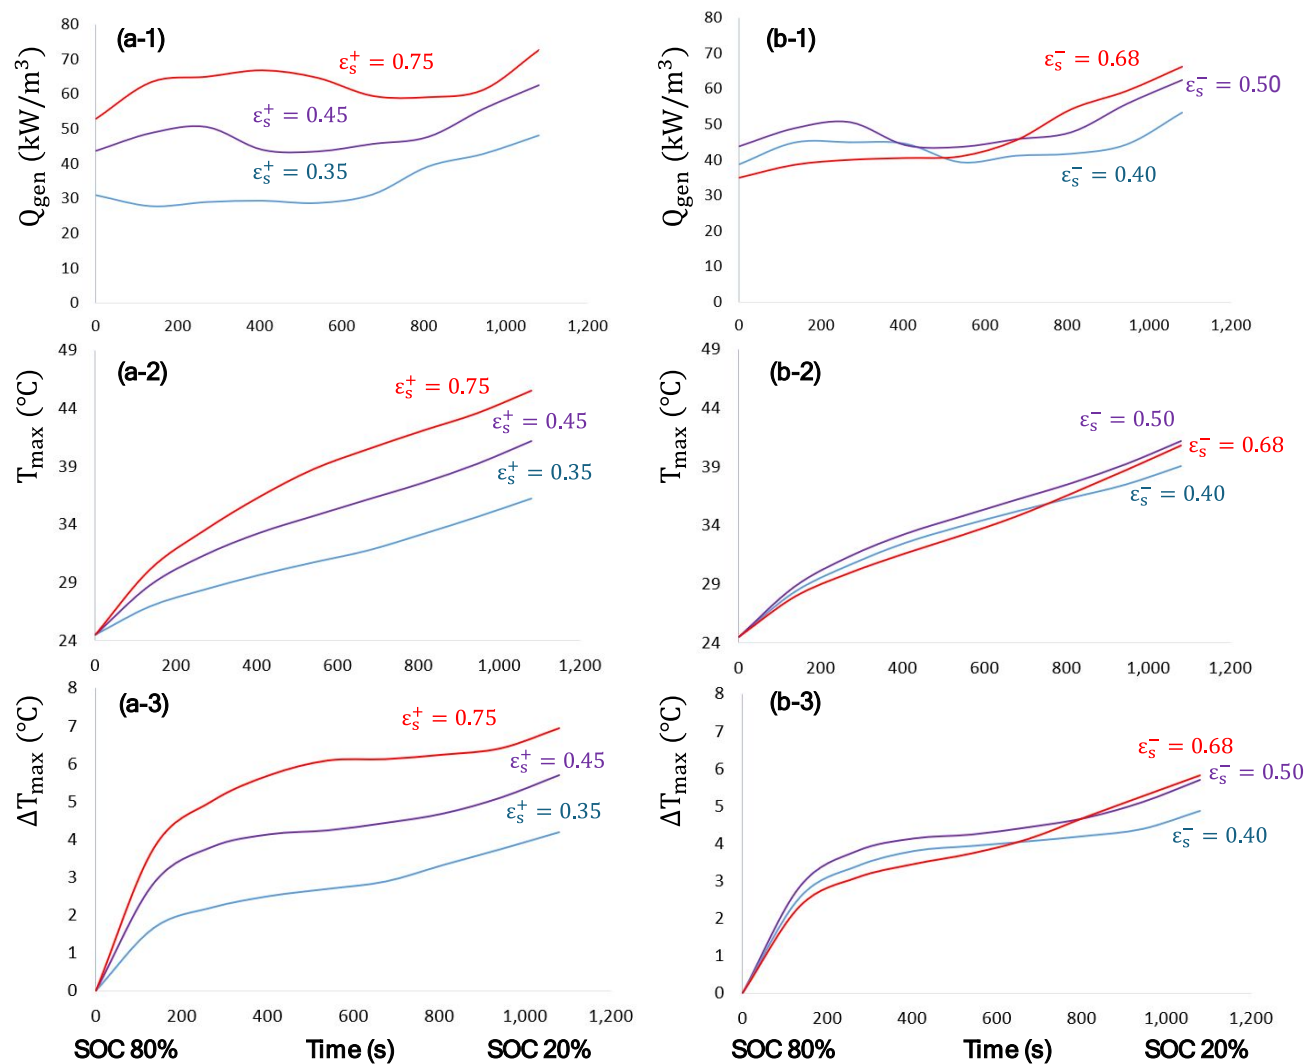 (a-1)
Q_gen (kW/m³)
80
70
60
50
40
30
20
10
0
ε_s^+ = 0.75
ε_s^+ = 0.45
ε_s^+ = 0.35
0 200 400 600 800 1,000 1,200
(b-1)
Q_gen (kW/m³)
80
70
60
50
40
30
20
10
0
ε_s^− = 0.68
ε_s^− = 0.50
ε_s^− = 0.40
0 200 400 600 800 1,000 1,200
(a-2)
T_max (°C)
49
44
39
34
29
24
ε_s^+ = 0.75
ε_s^+ = 0.45
ε_s^+ = 0.35
0 200 400 600 800 1,000 1,200
(b-2)
T_max (°C)
49
44
39
34
29
24
ε_s^− = 0.50
ε_s^− = 0.68
ε_s^− = 0.40
0 200 400 600 800 1,000 1,200
(a-3)
ΔT_max (°C)
8
7
6
5
4
3
2
1
0
ε_s^+ = 0.75
ε_s^+ = 0.45
ε_s^+ = 0.35
0 200 400 600 800 1,000 1,200
SOC 80% Time (s) SOC 20%
(b-3)
ΔT_max (°C)
8
7
6
5
4
3
2
1
0
ε_s^− = 0.68
ε_s^− = 0.50
ε_s^− = 0.40
0 200 400 600 800 1,000 1,200
SOC 80% Time (s) SOC 20%